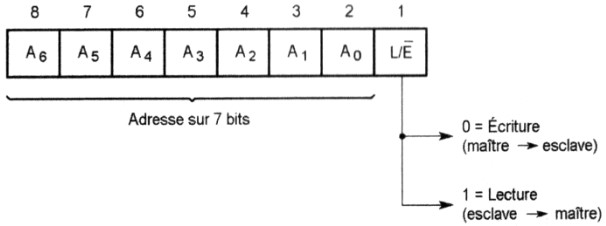 8 7 6 5 4 3 2 1
A6 A5 A4 A3 A2 A1 A0 L/E̅
Adresse sur 7 bits
0 = Écriture
(maître → esclave)
1 = Lecture
(esclave → maître)